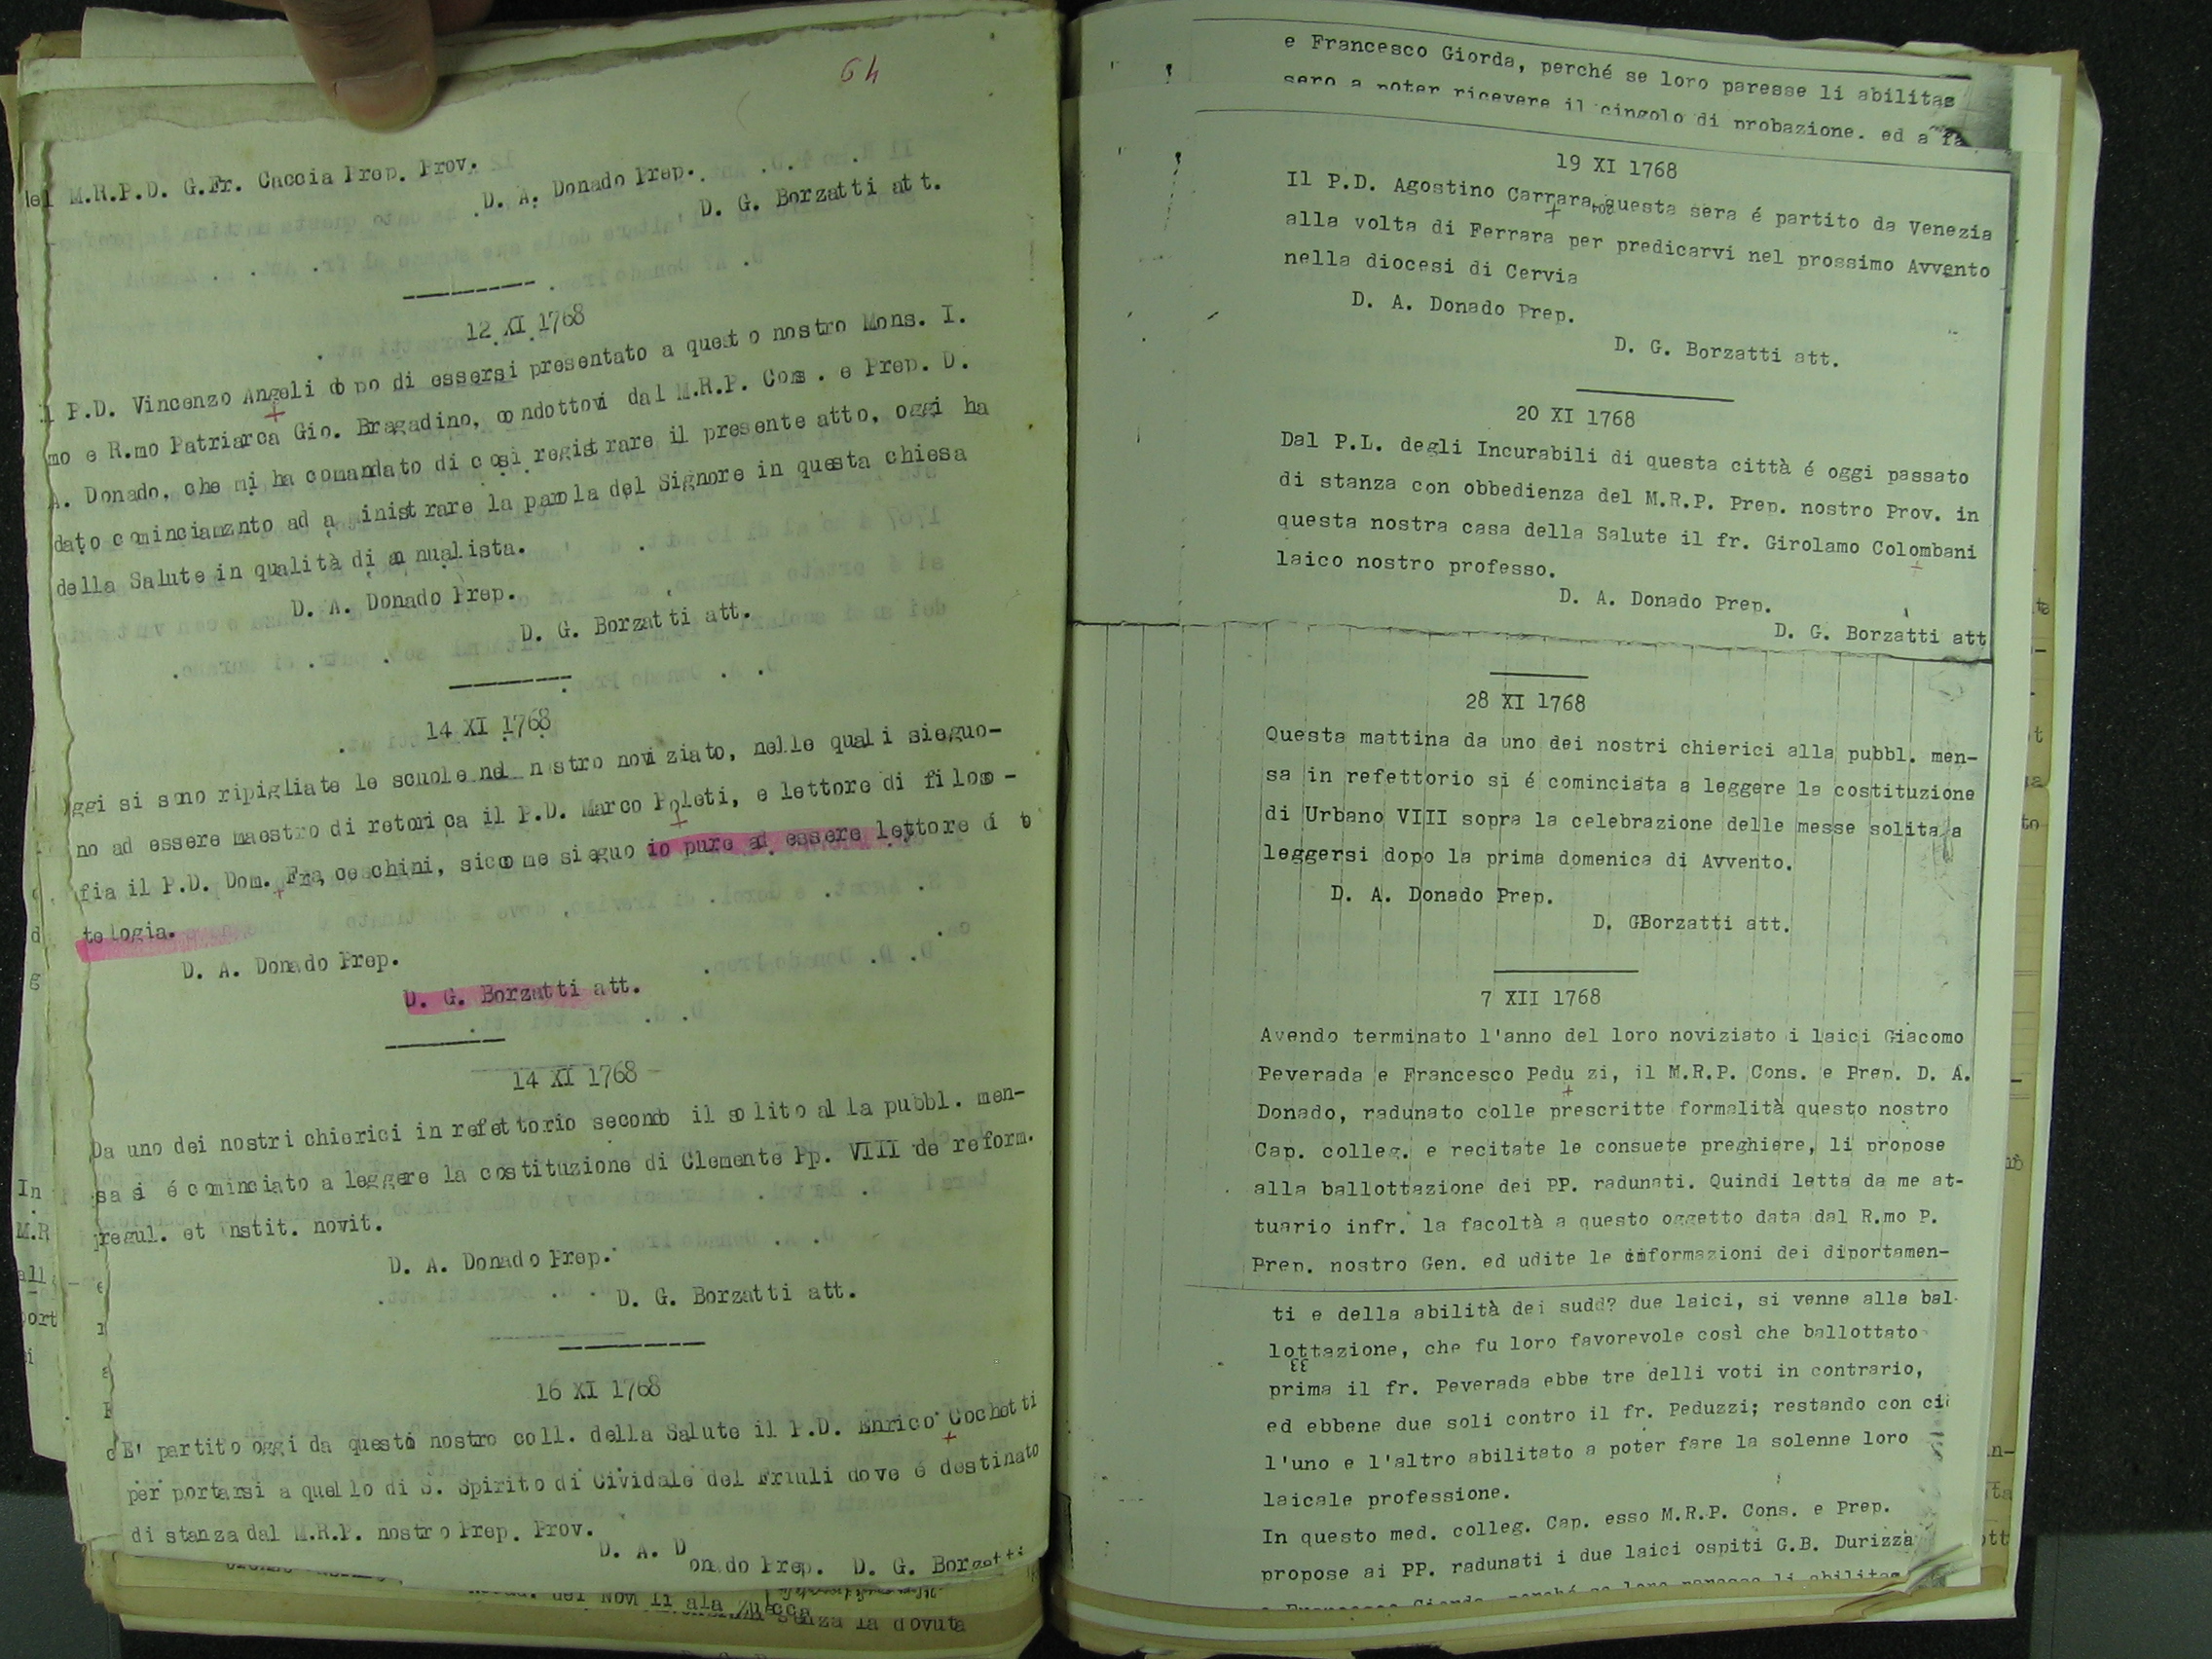 64
del M.R.P.D. G.Fr. Caccia Prep. Prov.
D. A. Donado Prep.
D. G. Borzatti att.
12 XI 1768
il P.D. Vincenzo Angeli dopo di essersi presentato a questo nostro Mons. I.
mo e R.mo Patriarca Gio. Bragadino, condottovi dal M.R.P. Cons. e Prep. D.
A. Donado, che mi ha comandato di così registrare il presente atto, oggi ha
dato cominciamznto ad a ministrare la parola del Signore in questa chiesa
della Salute in qualità di annualista.
D. A. Donado Prep.
D. G. Borzatti att.
14 XI 1768
ggi si sono ripigliate le scuole nel n stro noviziato, nelle quali sieguo-
no ad essere maestro di retorica il P.D. Marco Poleti, e lettore di filoso-
fia il P.D. Dom. Fra ceschini, siccome sieguo io pure ad essere lettore di
telogia.
D. A. Donado Prep.
D. G. Borzatti att.
14 XI 1768
Da uno dei nostri chierici in refettorio secondo il solito alla pubbl. men-
sa si é cominciato a leggere la costituzione di Clemente Pp. VIII de reform.
regul. et nstit. novit.
D. A. Donado Prep.
D. G. Borzatti att.
16 XI 1768
E' partito oggi da questo nostro coll. della Salute il P.D. Enrico Cochetti
per portarsi a quello di S. Spirito di Cividale del Friuli dove é destinato
di stanza dal M.R.P. nostro Prep. Prov.
D. A. Donado Prep. D. G. Borzatti
senza la dovuta
e Francesco Giorda, perché se loro paresse li abilitas
sero a poter ricevere il cingolo di probazione. ed a fa
19 XI 1768
Il P.D. Agostino Carrara questa sera é partito da Venezia
alla volta di Ferrara per predicarvi nel prossimo Avvento
nella diocesi di Cervia
D. A. Donado Prep.
D. G. Borzatti att.
20 XI 1768
Dal P.L. degli Incurabili di questa città é oggi passato
di stanza con obbedienza del M.R.P. Prep. nostro Prov. in
questa nostra casa della Salute il fr. Girolamo Colombani
laico nostro professo.
D. A. Donado Prep.
D. G. Borzatti att
28 XI 1768
Questa mattina da uno dei nostri chierici alla pubbl. men-
sa in refettorio si é cominciata a leggere la costituzione
di Urbano VIII sopra la celebrazione delle messe solita a
leggersi dopo la prima domenica di Avvento.
D. A. Donado Prep.
D. GBorzatti att.
7 XII 1768
Avendo terminato l'anno del loro noviziato i laici Giacomo
Peverada e Francesco Pedu zi, il M.R.P. Cons. e Prep. D. A.
Donado, radunato colle prescritte formalità questo nostro
Cap. colleg. e recitate le consuete preghiere, li propose
alla ballottazione dei PP. radunati. Quindi letta da me at-
tuario infr. la facoltà a questo oggetto data dal R.mo P.
Prep. nostro Gen. ed udite le informazioni dei diportamen-
ti e della abilità dei sudd? due laici, si venne alla bal-
lottazione, che fu loro favorevole così che ballottato
prima il fr. Peverada ebbe tre delli voti in contrario,
ed ebbene due soli contro il fr. Peduzzi; restando con ciò
l'uno e l'altro abilitato a poter fare la solenne loro
laicale professione.
In questo med. colleg. Cap. esso M.R.P. Cons. e Prep.
propose ai PP. radunati i due laici ospiti G.B. Durizza